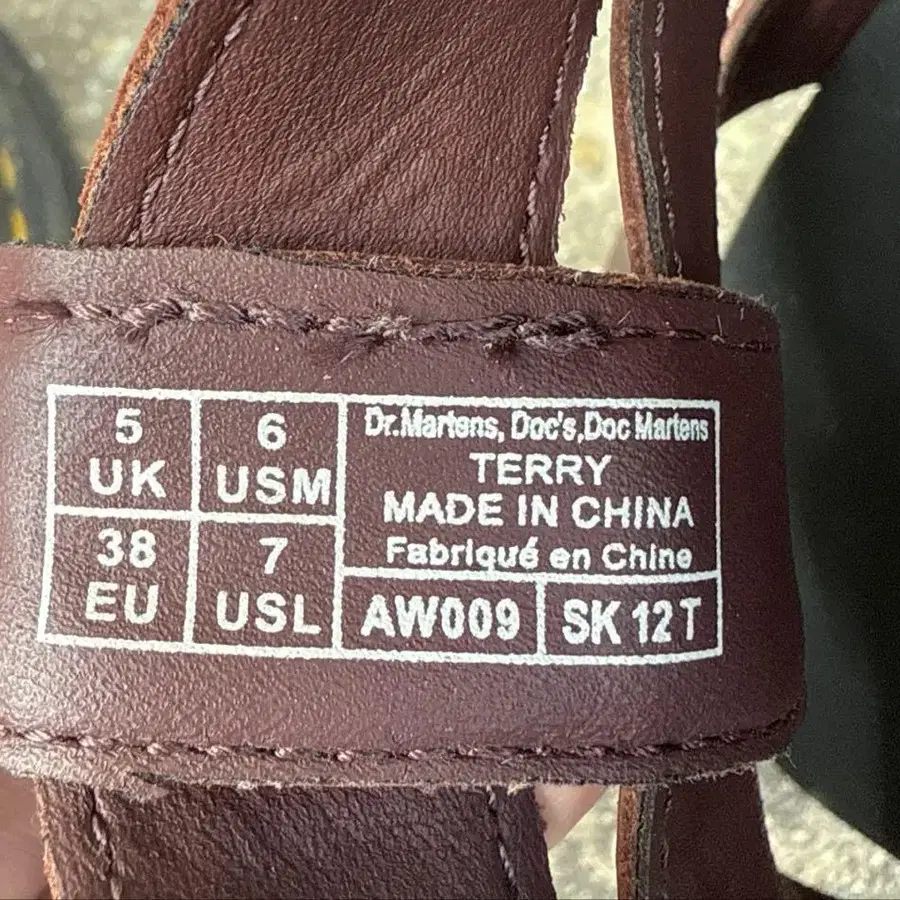 5
UK
6
USM
38
EU
7
USL
Dr.Martens, Doc's,Doc Martens
TERRY
MADE IN CHINA
Fabriqué en Chine
AW009
SK 12 T